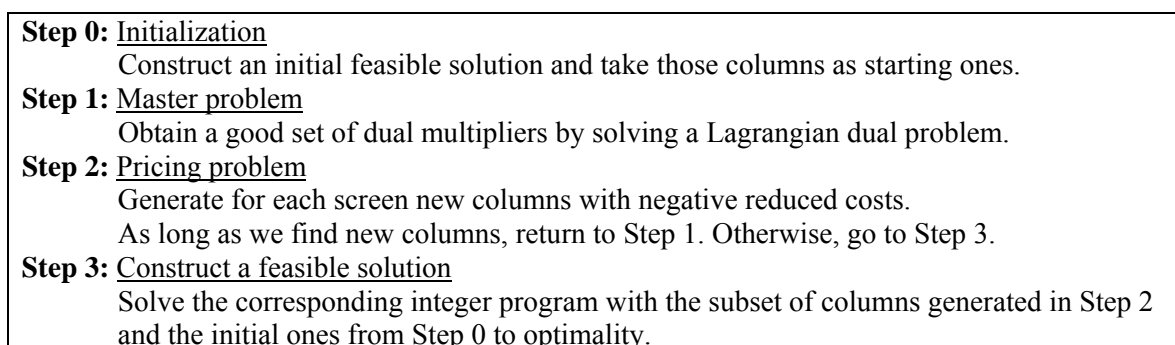 Step 0: Initialization
Construct an initial feasible solution and take those columns as starting ones.
Step 1: Master problem
Obtain a good set of dual multipliers by solving a Lagrangian dual problem.
Step 2: Pricing problem
Generate for each screen new columns with negative reduced costs.
As long as we find new columns, return to Step 1. Otherwise, go to Step 3.
Step 3: Construct a feasible solution
Solve the corresponding integer program with the subset of columns generated in Step 2
and the initial ones from Step 0 to optimality.